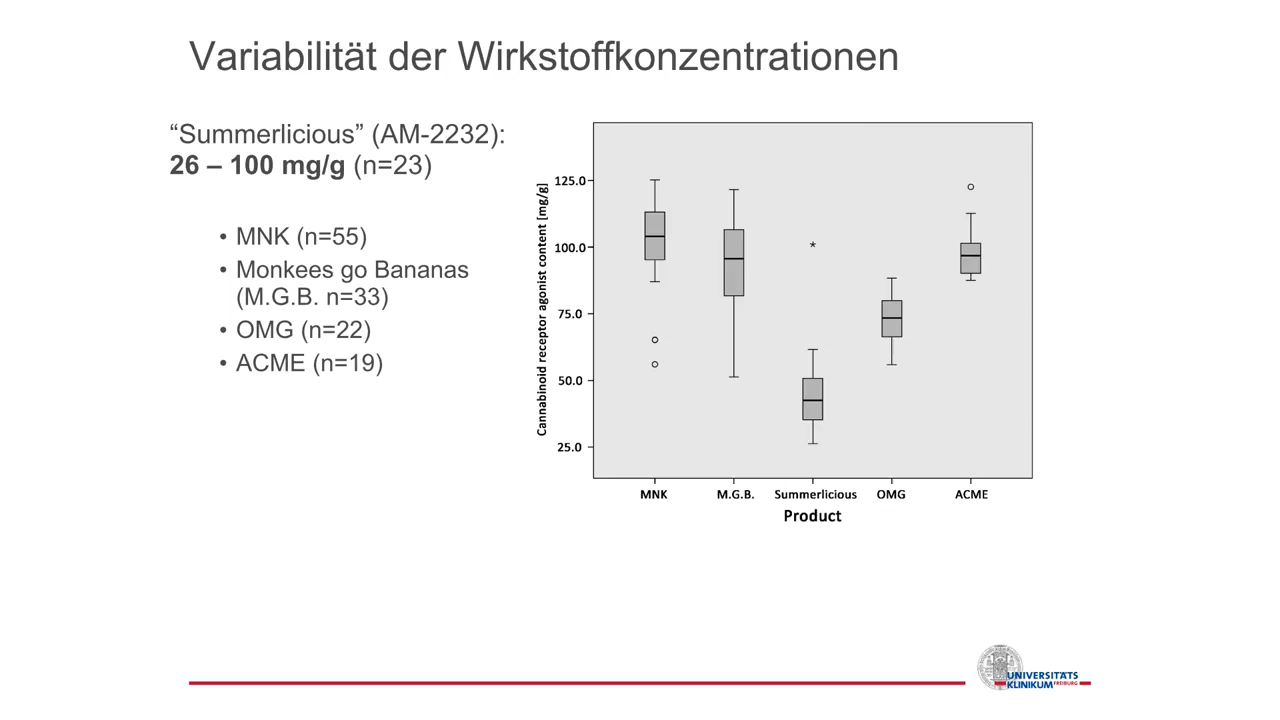 Variabilität der Wirkstoffkonzentrationen
“Summerlicious” (AM-2232):
26 – 100 mg/g (n=23)
• MNK (n=55)
• Monkees go Bananas
(M.G.B. n=33)
• OMG (n=22)
• ACME (n=19)
Cannabinoid receptor agonist content [mg/g]
125.0
100.0
75.0
50.0
25.0
MNK M.G.B. Summerlicious OMG ACME
Product
UNIVERSITÄTS
KLINIKUM FREIBURG